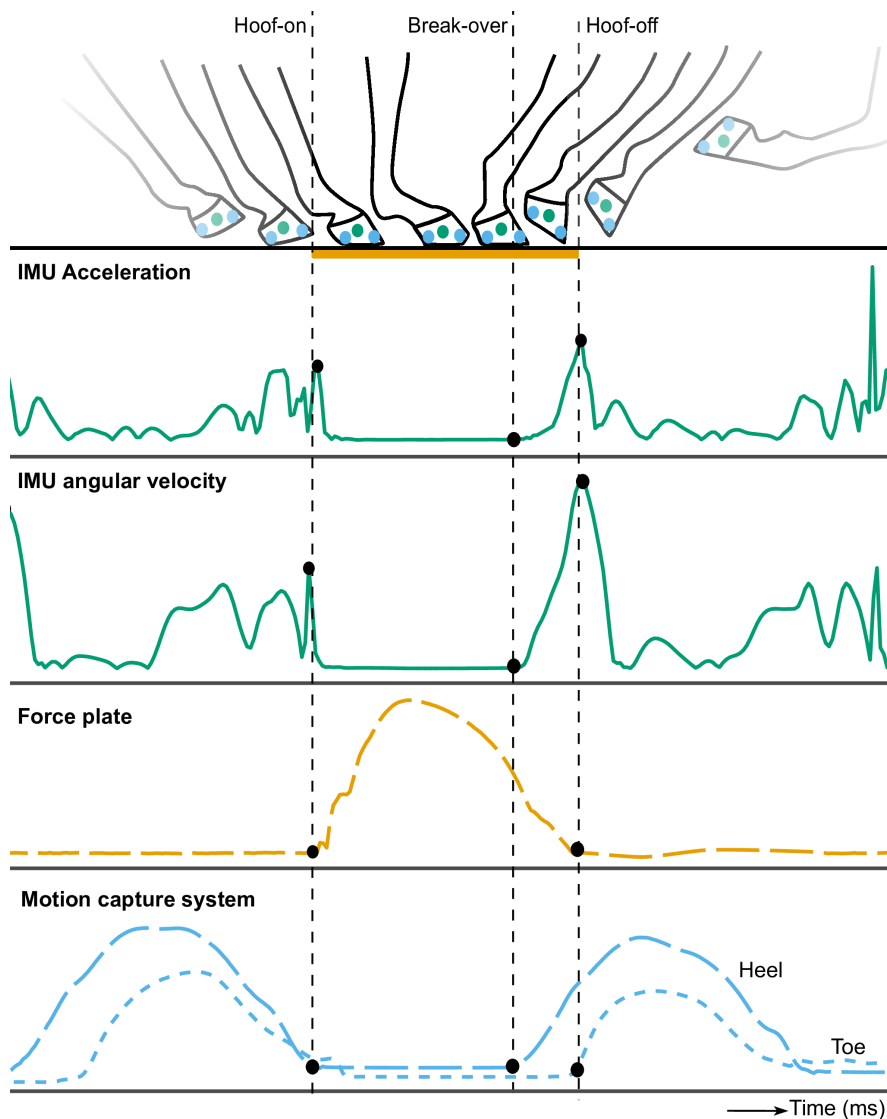 Hoof-on
Break-over
Hoof-off
IMU Acceleration
IMU angular velocity
Force plate
Motion capture system
Heel
Toe
Time (ms)